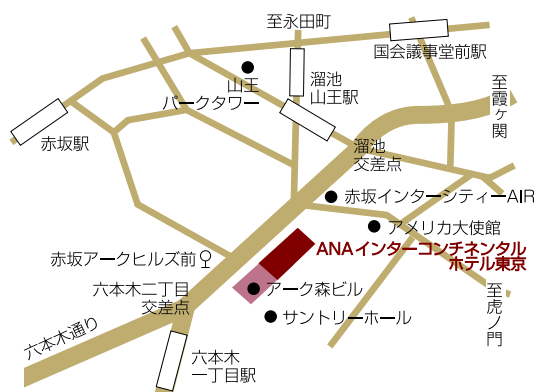 至永田町
国会議事堂前駅
山王
パークタワー
溜池
山王駅
至霞ヶ関
赤坂駅
溜池
交差点
赤坂インターシティーAIR
アメリカ大使館
ANAインターコンチネンタル
ホテル東京
赤坂アークヒルズ前
六本木二丁目
交差点
アーク森ビル
至虎ノ門
サントリーホール
六本木通り
六本木
一丁目駅